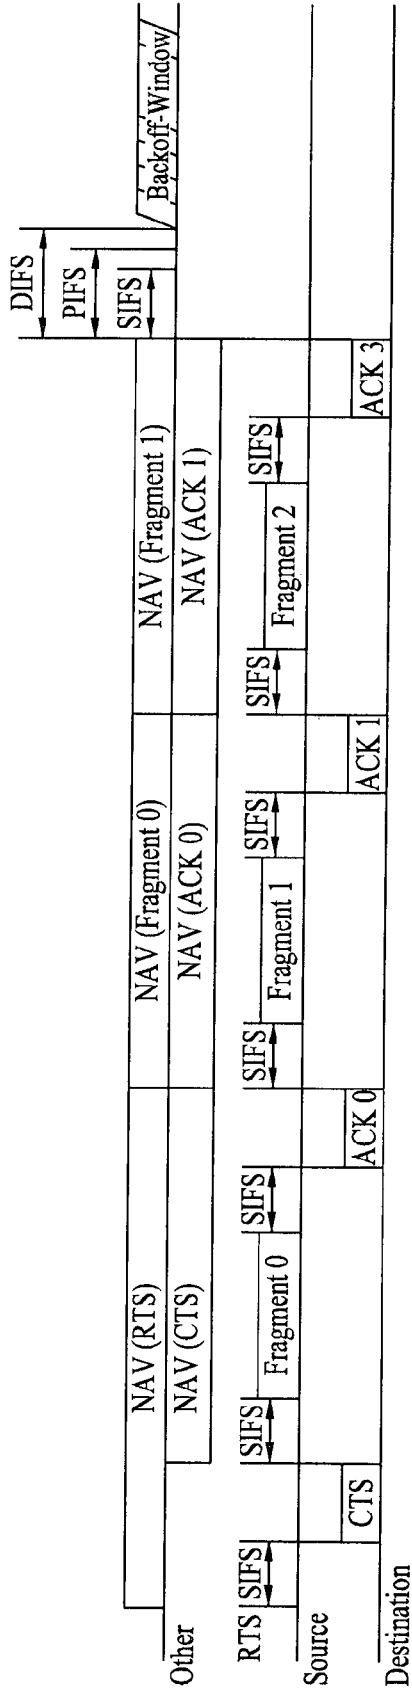 DIFS
PIFS
SIFS
Backoff-Window
NAV (RTS)
NAV (Fragment 0)
NAV (Fragment 1)
NAV (CTS)
NAV (ACK 0)
NAV (ACK 1)
Other
RTS
SIFS
SIFS
Fragment 0
SIFS
SIFS
Fragment 1
SIFS
SIFS
Fragment 2
SIFS
Source
CTS
ACK 0
ACK 1
ACK 3
Destination